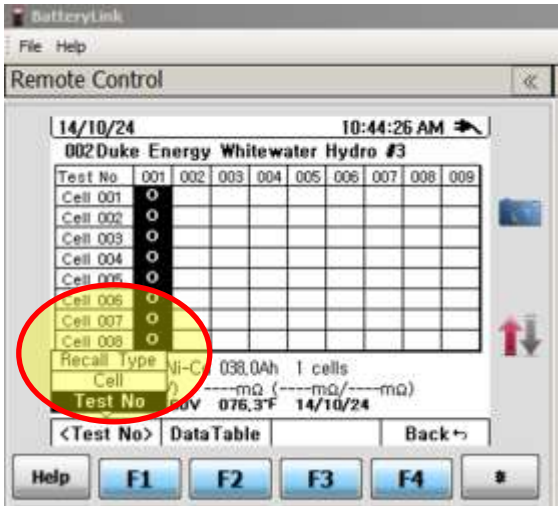 BatteryLink
File Help
Remote Control
14/10/24 10:44:26 AM
002 Duke Energy Whitewater Hydro #3
Test No 001 002 003 004 005 006 007 008 009
Cell 001 O
Cell 002 O
Cell 003 O
Cell 004 O
Cell 005 O
Cell 006 O
Cell 007 O
Cell 008 O
Recall Type 038.0Ah 1 cells
Cell ----mΩ (----mΩ/----mΩ)
Test No 076.3°F 14/10/24
<Test No> DataTable Back
Help F1 F2 F3 F4 *